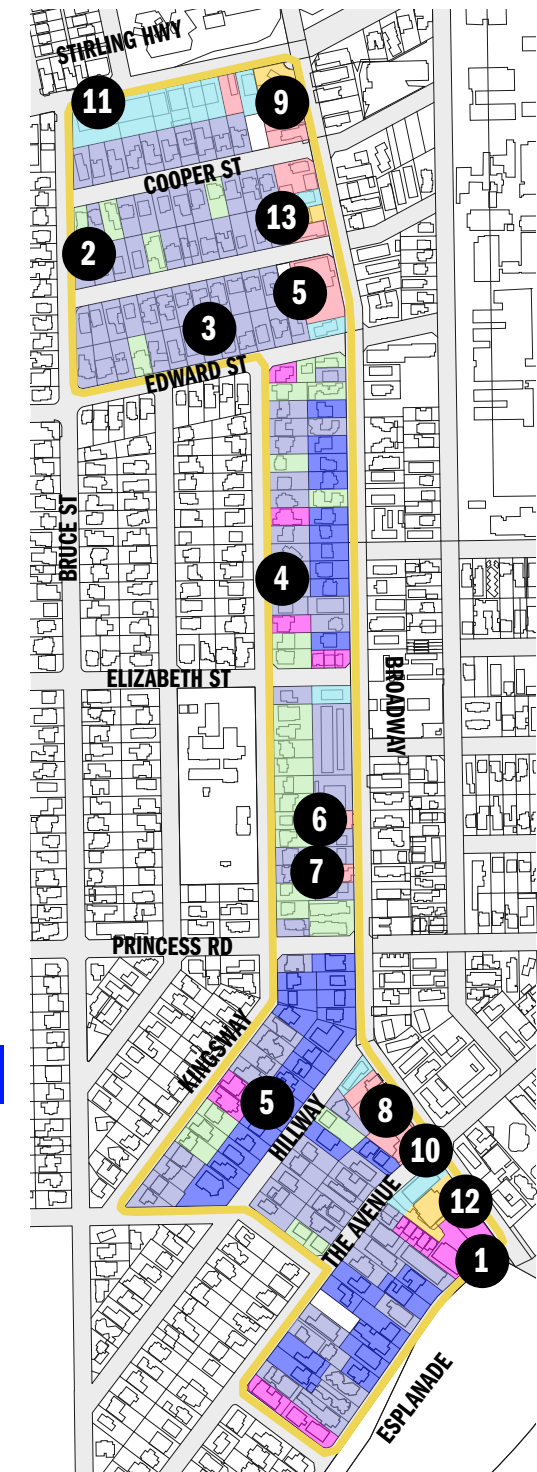 STIRLING HWY
11
9
COOPER ST
13
2
5
3
EDWARD ST
BRUCE ST
4
ELIZABETH ST
BROADWAY
6
7
PRINCESS RD
KINGSWAY
5
HILLWAY
8
10
THE AVENUE
12
1
ESPLANADE